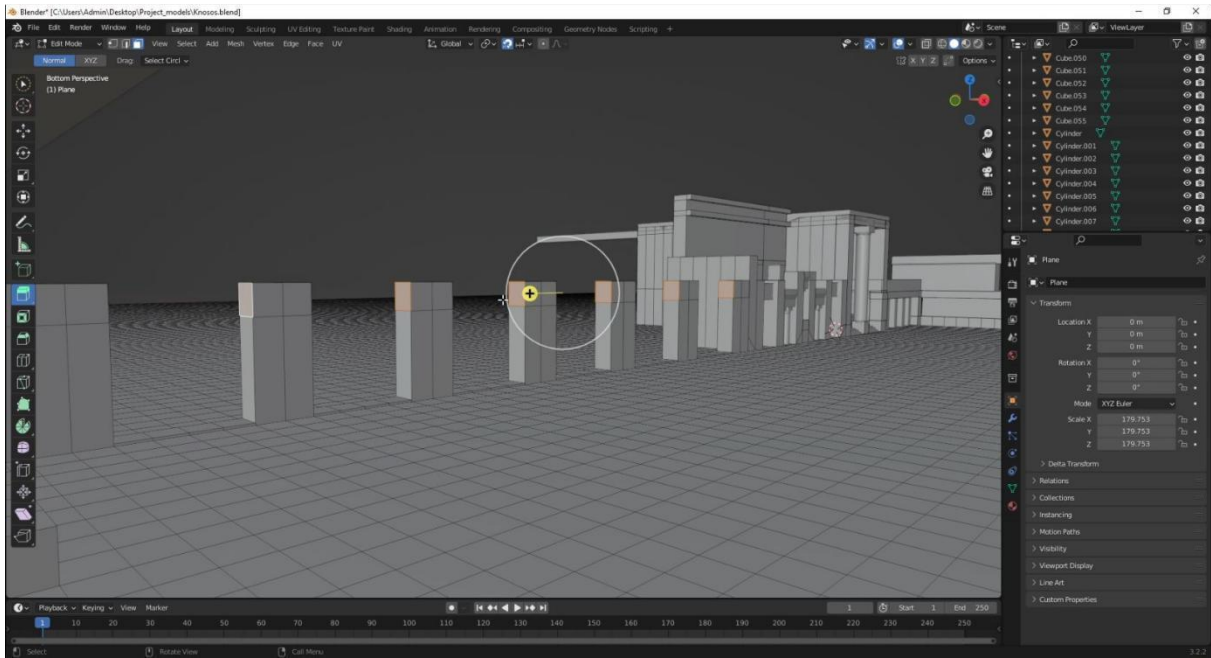 Blender* [C:\Users\Admin\Desktop\Project_models\Knosos.blend]
File Edit Render Window Help Layout Modeling Sculpting UV Editing Texture Paint Shading Animation Rendering Compositing Geometry Nodes Scripting + Scene ViewLayer
Edit Mode View Select Add Mesh Vertex Edge Face UV Global
Normal XYZ Drag Select Circl X Y Z Options
Bottom Perspective
(1) Plane
Z
X
Cube.050
Cube.051
Cube.052
Cube.053
Cube.054
Cube.055
Cylinder
Cylinder.001
Cylinder.002
Cylinder.003
Cylinder.004
Cylinder.005
Cylinder.006
Cylinder.007
Plane
Plane
Transform
Location X 0 m
Y 0 m
Z 0 m
Rotation X 0°
Y 0°
Z 0°
Mode XYZ Euler
Scale X 179.753
Y 179.753
Z 179.753
Delta Transform
Relations
Collections
Instancing
Motion Paths
Visibility
Viewport Display
Line Art
Custom Properties
Playback Keying View Marker 1 Start 1 End 250
1 10 20 30 40 50 60 70 80 90 100 110 120 130 140 150 160 170 180 190 200 210 220 230 240 250
Select Rotate View Call Menu 3.2.2